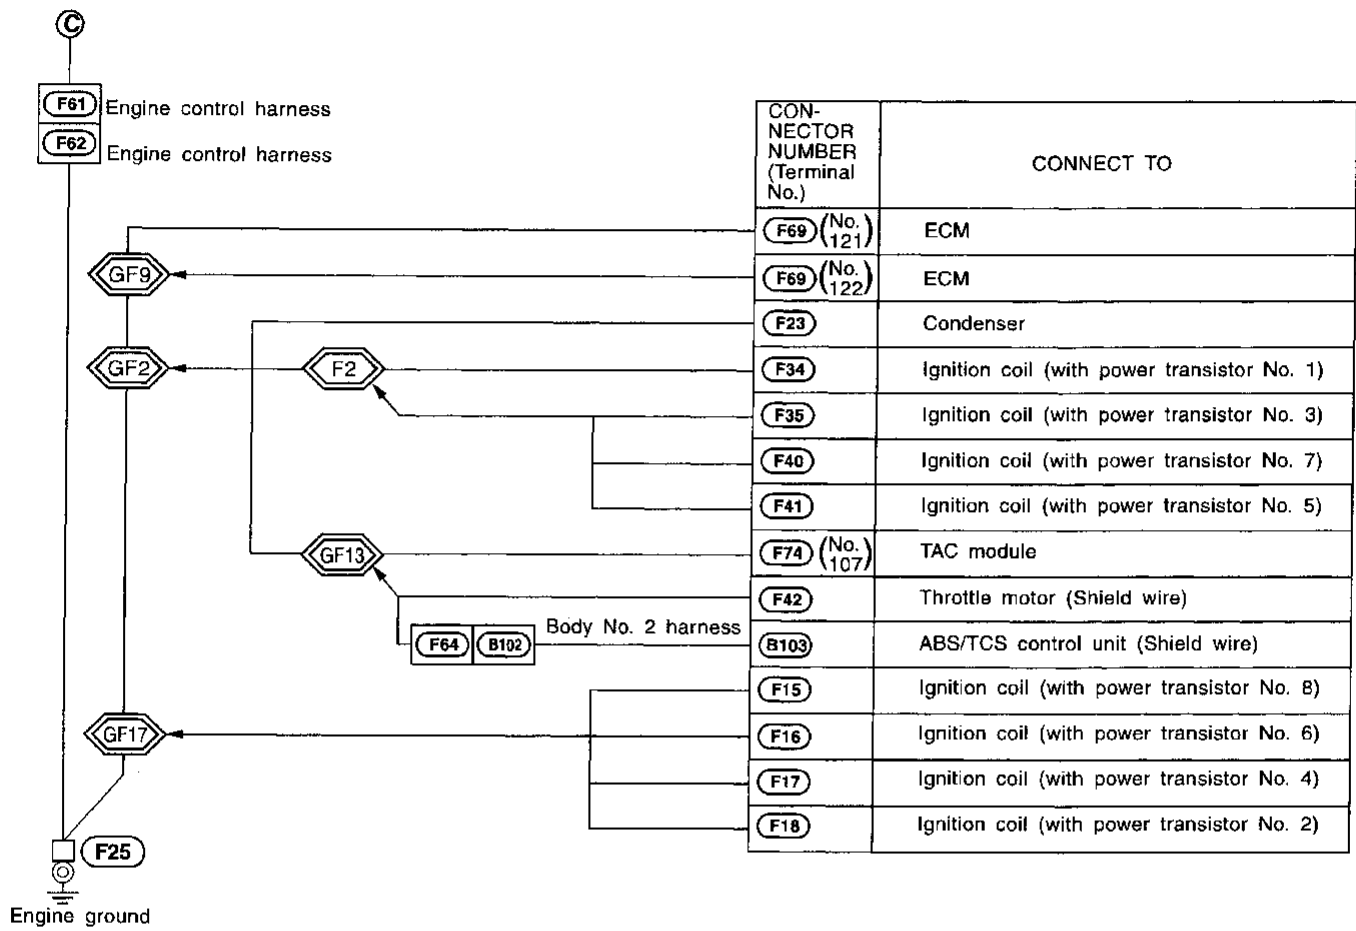 C
F61 Engine control harness
F62 Engine control harness
CON-
NECTOR
NUMBER
(Terminal
No.)
CONNECT TO
F69 (No. 121) ECM
GF9
F69 (No. 122) ECM
F23 Condenser
GF2 F2 F34 Ignition coil (with power transistor No. 1)
F35 Ignition coil (with power transistor No. 3)
F40 Ignition coil (with power transistor No. 7)
F41 Ignition coil (with power transistor No. 5)
GF13 F74 (No. 107) TAC module
F42 Throttle motor (Shield wire)
F64 B102 Body No. 2 harness B103 ABS/TCS control unit (Shield wire)
F15 Ignition coil (with power transistor No. 8)
GF17 F16 Ignition coil (with power transistor No. 6)
F17 Ignition coil (with power transistor No. 4)
F18 Ignition coil (with power transistor No. 2)
F25
Engine ground